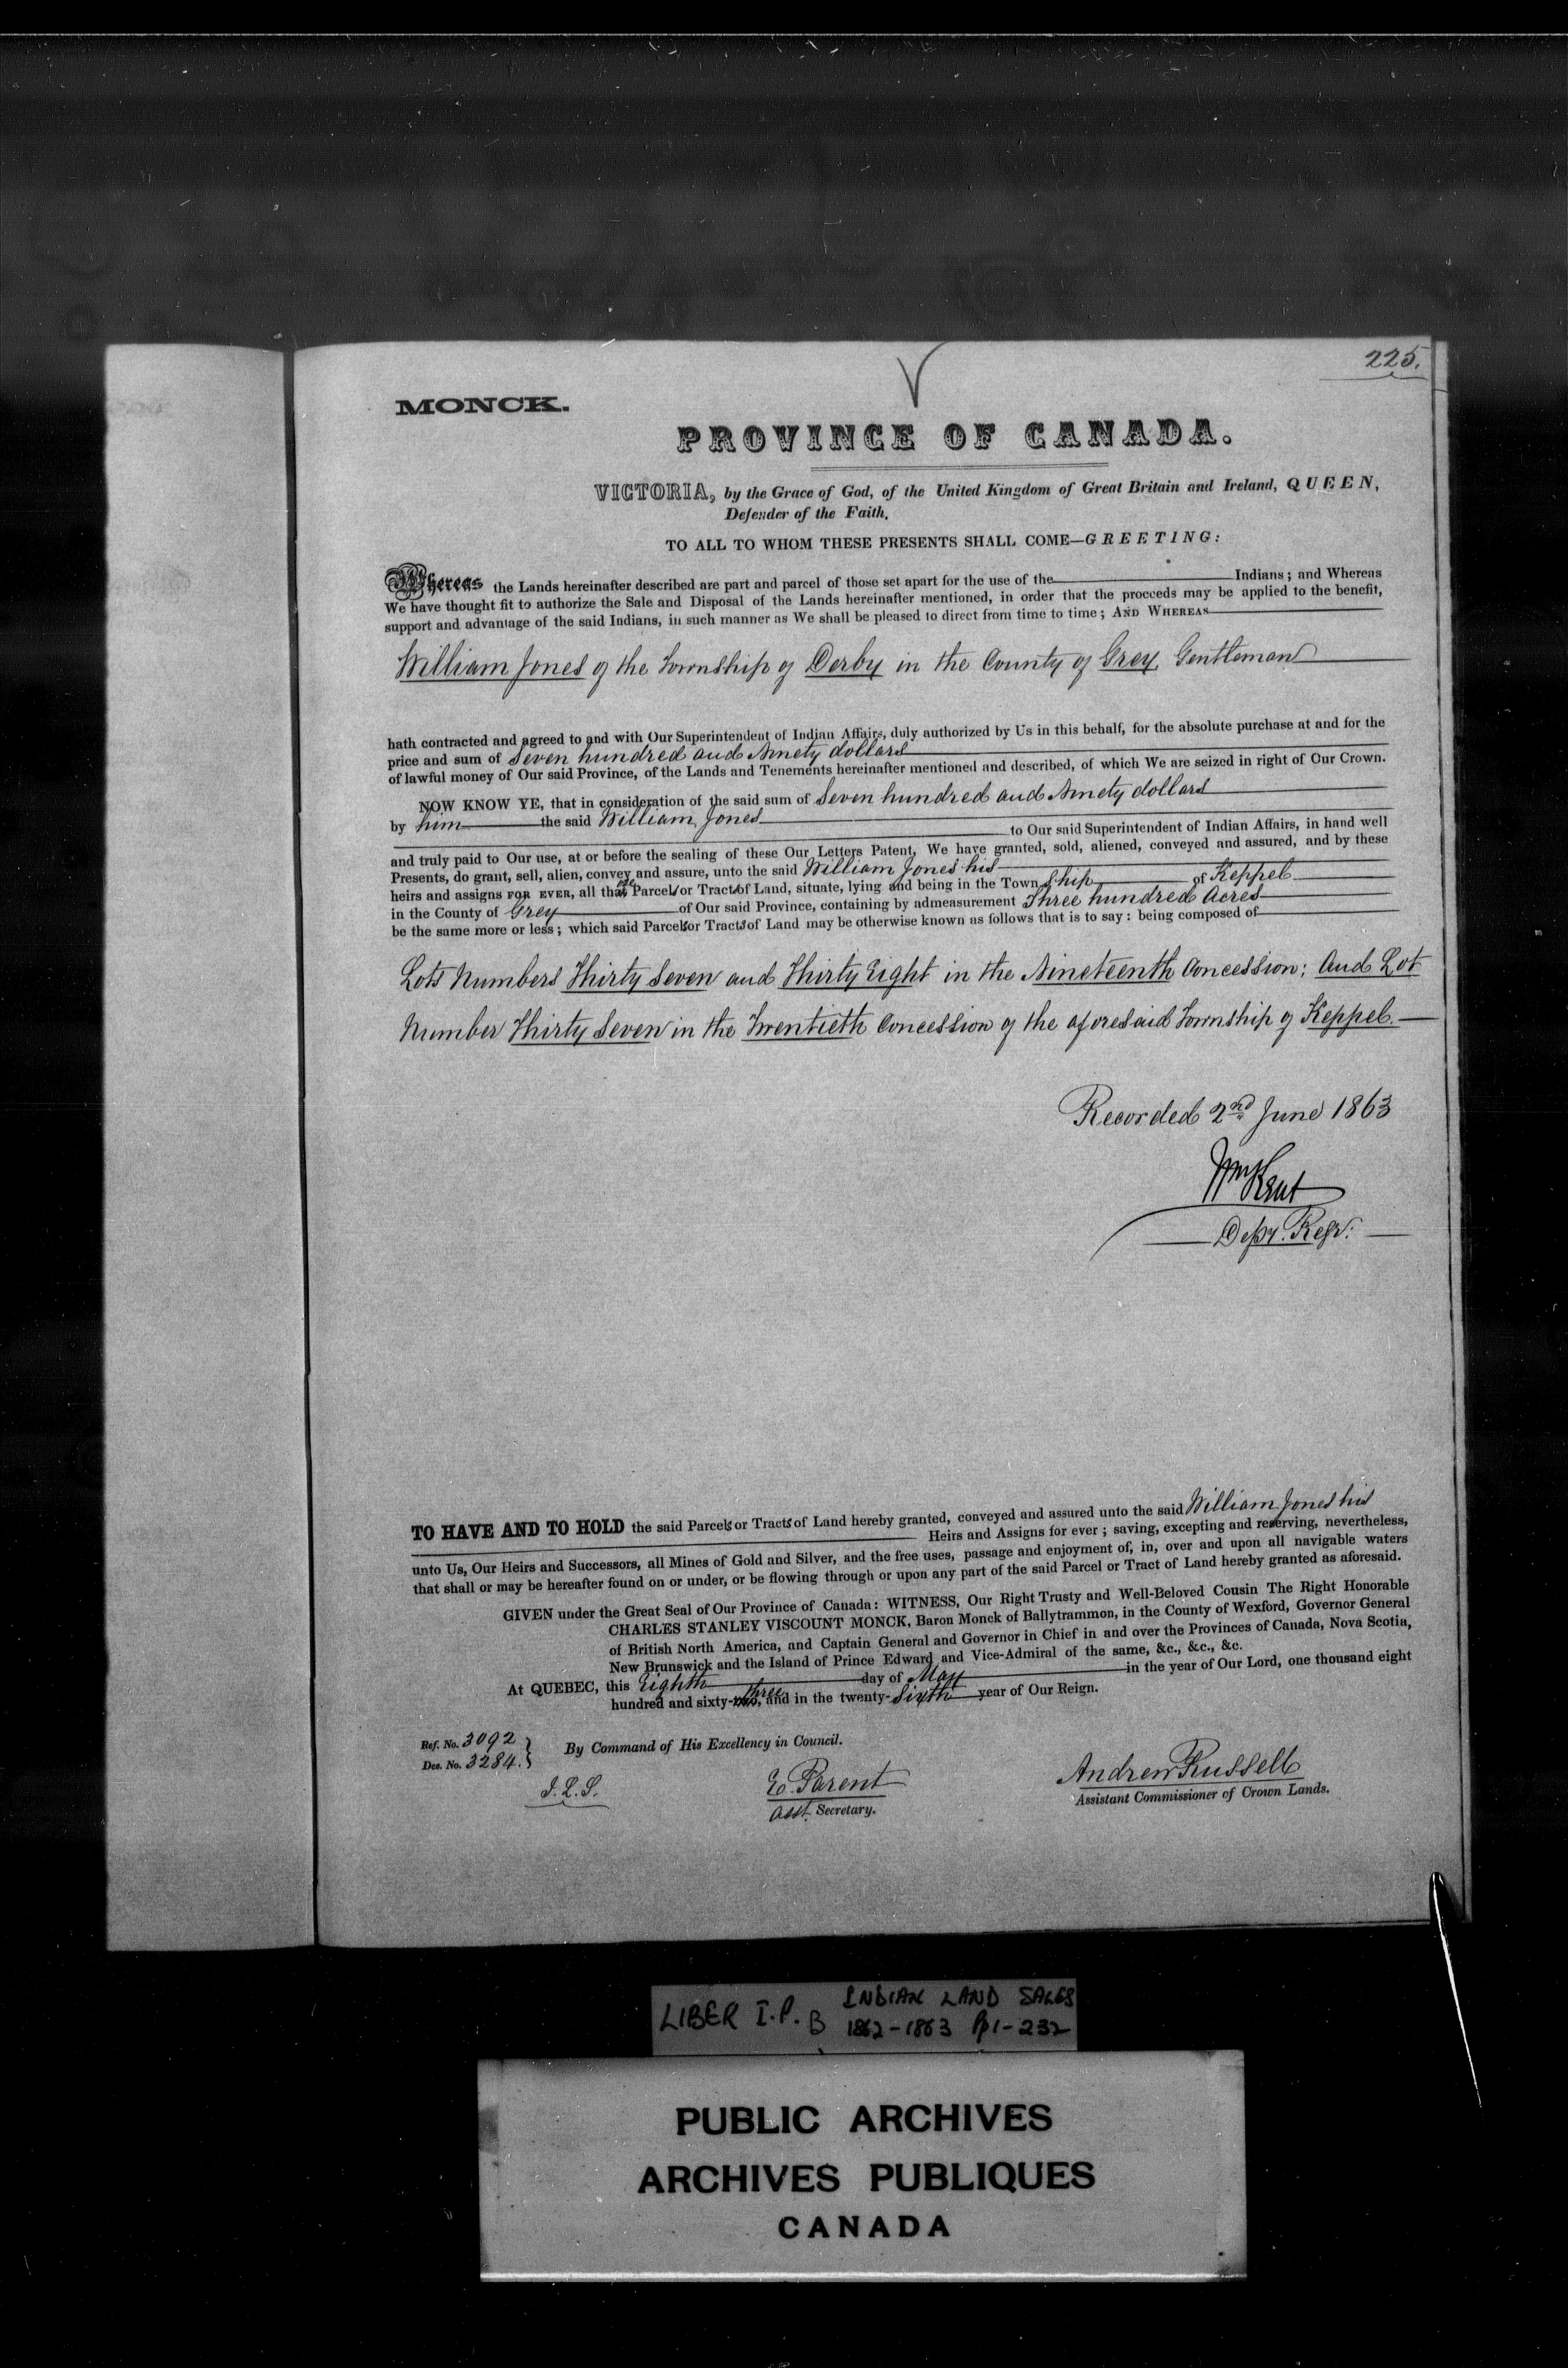 225.
MONCK.
PROVINCE OF CANADA.
VICTORIA, by the Grace of God, of the United Kingdom of Great Britain and Ireland, QUEEN,
Defender of the Faith,
TO ALL TO WHOM THESE PRESENTS SHALL COME—GREETING:
Whereas the Lands hereinafter described are part and parcel of those set apart for the use of the Indians; and Whereas
We have thought fit to authorize the Sale and Disposal of the Lands hereinafter mentioned, in order that the proceeds may be applied to the benefit,
support and advantage of the said Indians, in such manner as We shall be pleased to direct from time to time; AND WHEREAS
William Jones of the Township of Derby in the County of Grey Gentleman
hath contracted and agreed to and with Our Superintendent of Indian Affairs, duly authorized by Us in this behalf, for the absolute purchase at and for the
price and sum of Seven hundred and Ninety dollars
of lawful money of Our said Province, of the Lands and Tenements hereinafter mentioned and described, of which We are seized in right of Our Crown.
NOW KNOW YE, that in consideration of the said sum of Seven hundred and Ninety dollars
by him the said William Jones
to Our said Superintendent of Indian Affairs, in hand well
and truly paid to Our use, at or before the sealing of these Our Letters Patent, We have granted, sold, aliened, conveyed and assured, and by these
Presents, do grant, sell, alien, convey and assure, unto the said William Jones his
heirs and assigns FOR EVER, all those Parcels or Tracts of Land, situate, lying and being in the Township of Keppel
in the County of Grey of Our said Province, containing by admeasurement Three hundred Acres
be the same more or less; which said Parcels or Tracts of Land may be otherwise known as follows that is to say: being composed of
Lots Numbers Thirty Seven and Thirty Eight in the Nineteenth Concession; And Lot
Number Thirty Seven in the Twentieth Concession of the aforesaid Township of Keppel.
Recorded 2nd June 1863
Wm Kent
Depy. Regr.
TO HAVE AND TO HOLD the said Parcels or Tracts of Land hereby granted, conveyed and assured unto the said William Jones his
Heirs and Assigns for ever; saving, excepting and reserving, nevertheless,
unto Us, Our Heirs and Successors, all Mines of Gold and Silver, and the free uses, passage and enjoyment of, in, over and upon all navigable waters
that shall or may be hereafter found on or under, or be flowing through or upon any part of the said Parcel or Tract of Land hereby granted as aforesaid.
GIVEN under the Great Seal of Our Province of Canada: WITNESS, Our Right Trusty and Well-Beloved Cousin The Right Honorable
CHARLES STANLEY VISCOUNT MONCK, Baron Monck of Ballytrammon, in the County of Wexford, Governor General
of British North America, and Captain General and Governor in Chief in and over the Provinces of Canada, Nova Scotia,
New Brunswick and the Island of Prince Edward and Vice-Admiral of the same, &c., &c., &c.
At QUEBEC, this Eighth day of May in the year of Our Lord, one thousand eight
hundred and sixty-two, three and in the twenty-Sixth year of Our Reign.
Ref. No. 3092
Des. No. 3284.
By Command of His Excellency in Council.
J. L. S.
E. Parent
Asst. Secretary.
Andrew Russell
Assistant Commissioner of Crown Lands.
LIBER I.P. B INDIAN LAND SALES
1862-1863 Pp 1-232
PUBLIC ARCHIVES
ARCHIVES PUBLIQUES
CANADA